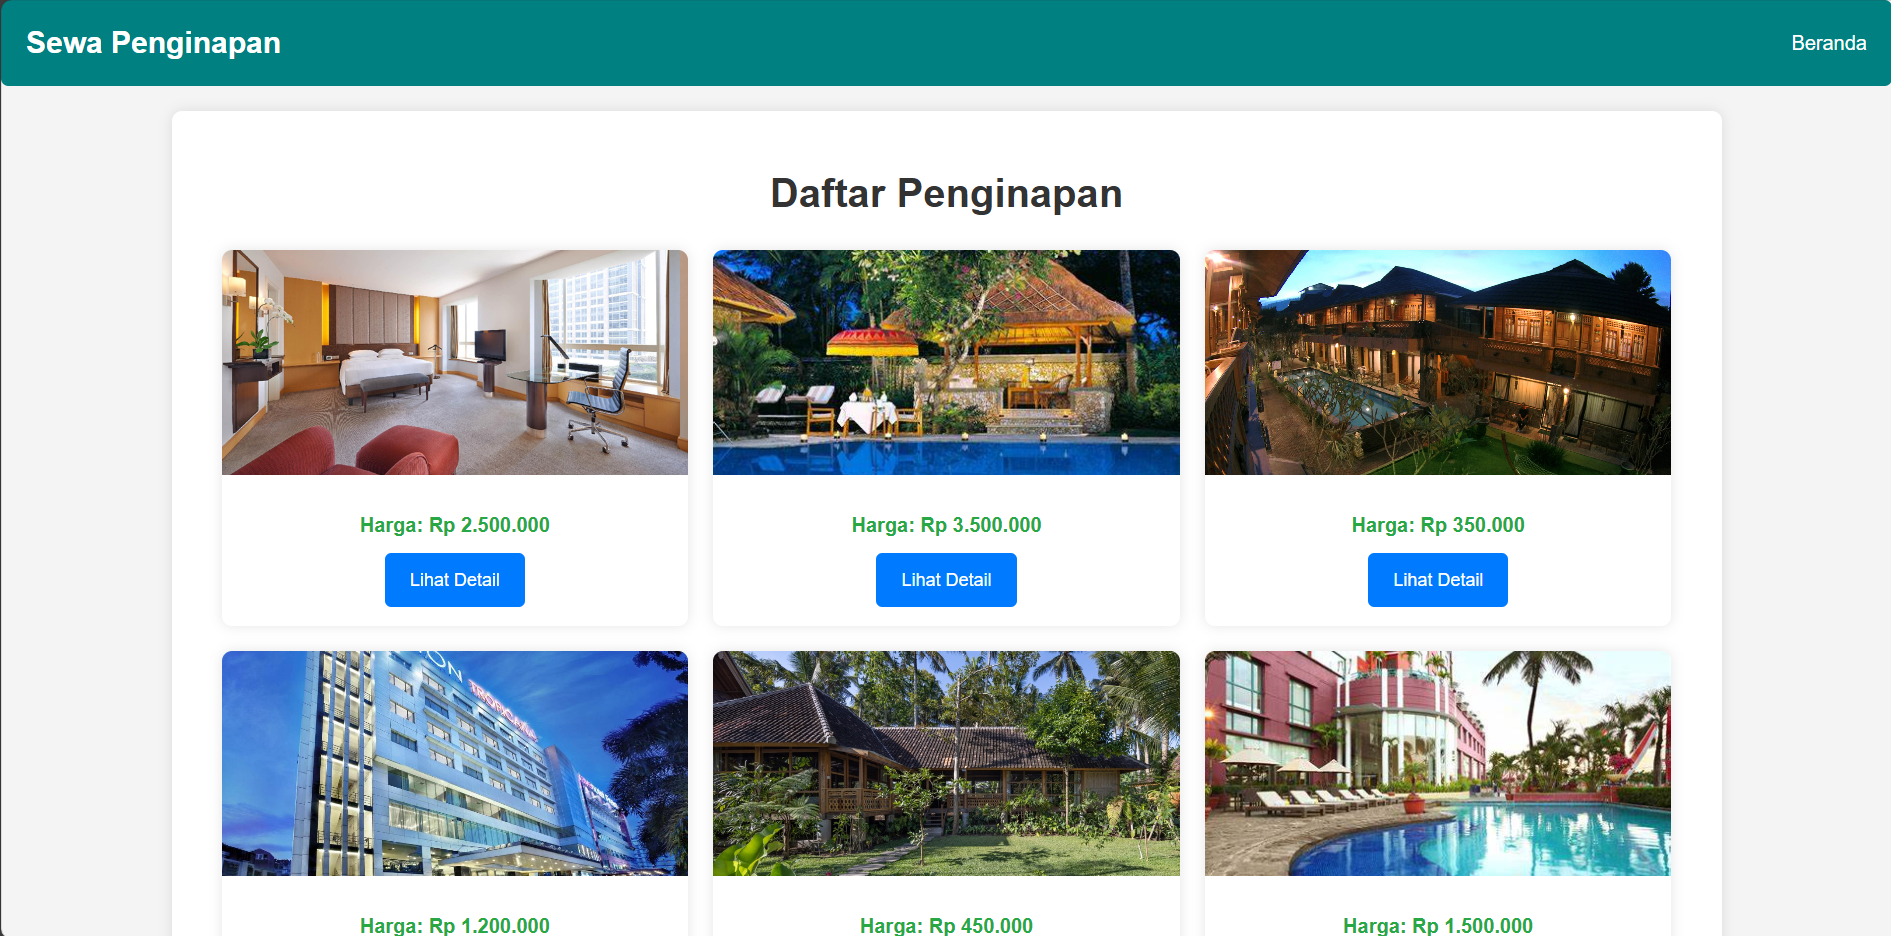 Sewa Penginapan
Beranda
Daftar Penginapan
Harga: Rp 2.500.000
Harga: Rp 3.500.000
Harga: Rp 350.000
Lihat Detail
Lihat Detail
Lihat Detail
TROPICANA
Harga: Rp 1.200.000
Harga: Rp 450.000
Harga: Rp 1.500.000